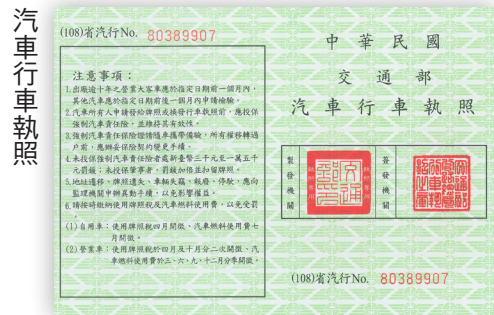 汽車行車執照
(108)省汽行No. 80389907
注意事項：
1.出廠逾十年之營業大客車應於指定日期前一個月內，
其他汽車應於指定日期前後一個月內申請檢驗。
2.汽車所有人申請發給牌照或換發行車執照前，應投保
強制汽車責任險，並維持其有效性。
3.強制汽車責任保險證請隨車攜帶備驗，所有權移轉過
戶前，應辦妥保險契約變更手續。
4.未投保強制汽車責任險者處新臺幣三千元至一萬五千
元罰鍰；未投保肇事者，罰鍰加倍並扣留牌照。
5.地址遷移、牌照遺失、車輛失竊、報廢、停駛，應向
監理機關申辦異動手續，以免影響權益。
6.請按時繳納使用牌照稅及汽車燃料使用費，以免受罰
。
(1)自用車：使用牌照稅四月開徵、汽車燃料使用費七
月開徵。
(2)營業車：使用牌照稅於四月及十月分二次開徵、汽
車燃料使用費於三、六、九、十二月分季開徵。
中華民國
交通部
汽車行車執照
製發機關
簽發機關
(108)省汽行No. 80389907